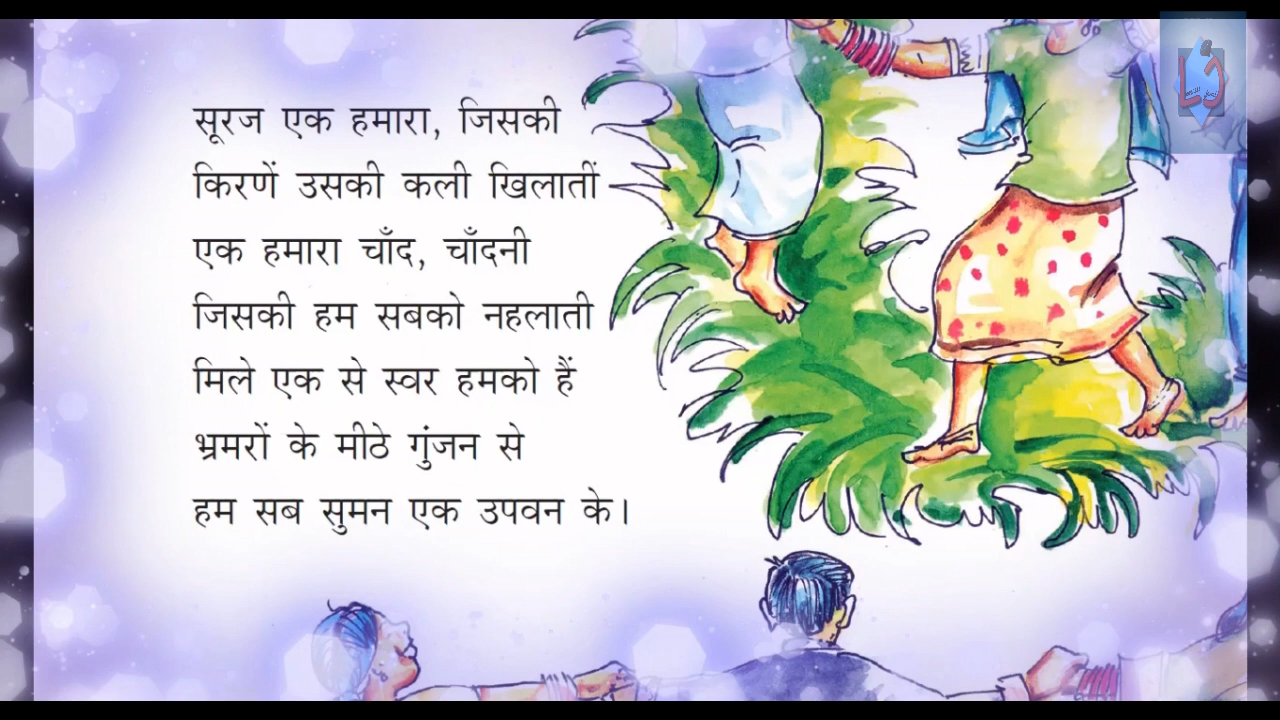 सूरज एक हमारा, जिसकी
किरणें उसकी कली खिलातीं
एक हमारा चाँद, चाँदनी
जिसकी हम सबको नहलाती
मिले एक से स्वर हमको हैं
भ्रमरों के मीठे गुंजन से
हम सब सुमन एक उपवन के।